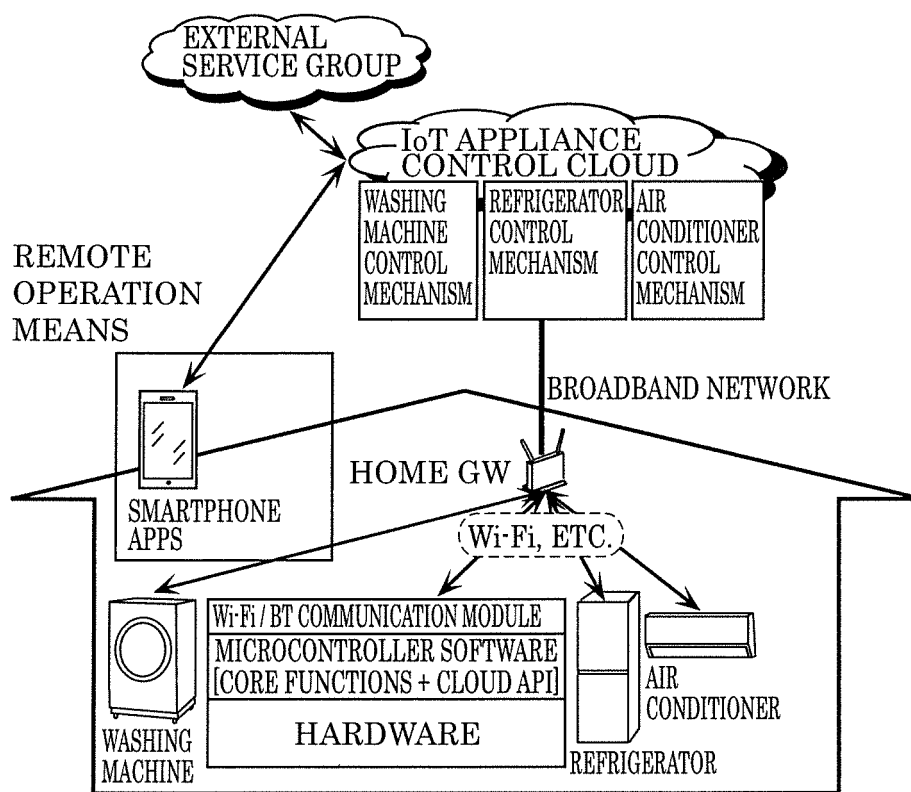 EXTERNAL
SERVICE GROUP
IoT APPLIANCE
CONTROL CLOUD
WASHING
MACHINE
CONTROL
MECHANISM
REFRIGERATOR
CONTROL
MECHANISM
AIR
CONDITIONER
CONTROL
MECHANISM
REMOTE
OPERATION
MEANS
BROADBAND NETWORK
HOME GW
SMARTPHONE
APPS
Wi-Fi, ETC.
Wi-Fi / BT COMMUNICATION MODULE
MICROCONTROLLER SOFTWARE
[CORE FUNCTIONS + CLOUD API]
HARDWARE
WASHING
MACHINE
AIR
CONDITIONER
REFRIGERATOR